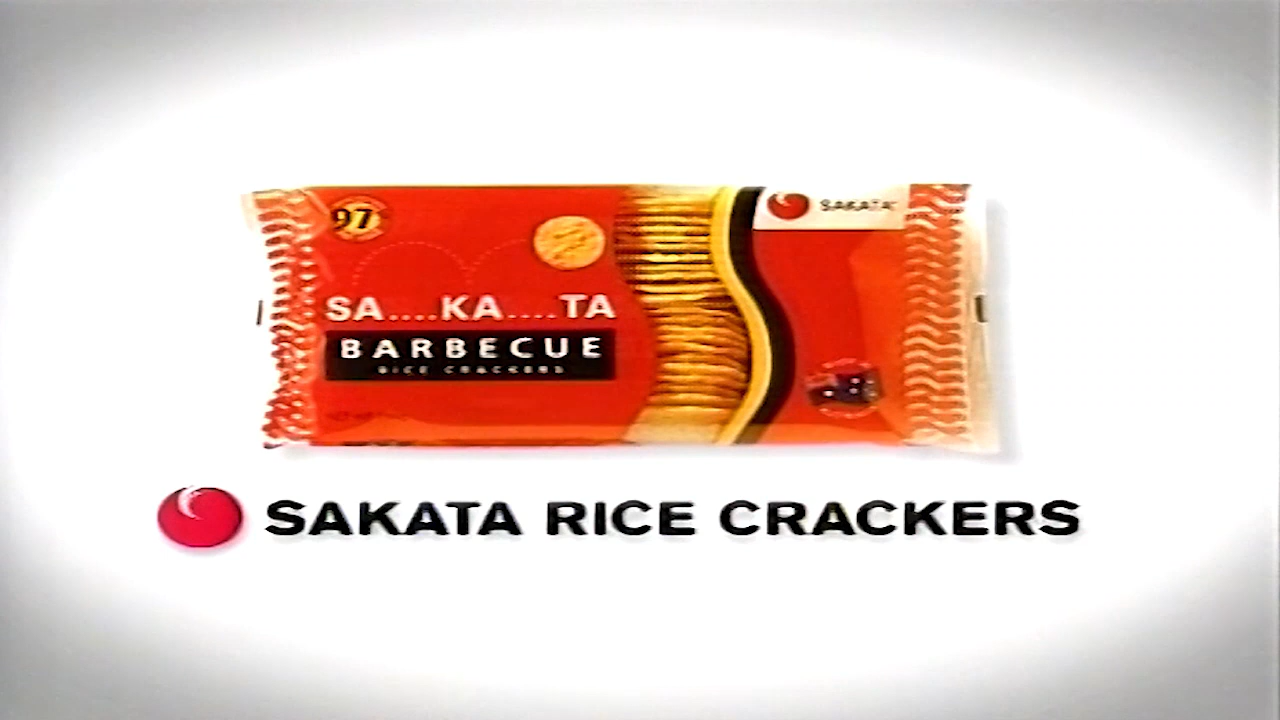 97
SAKATA
SA....KA....TA
BARBECUE
RICE CRACKERS
SAKATA RICE CRACKERS